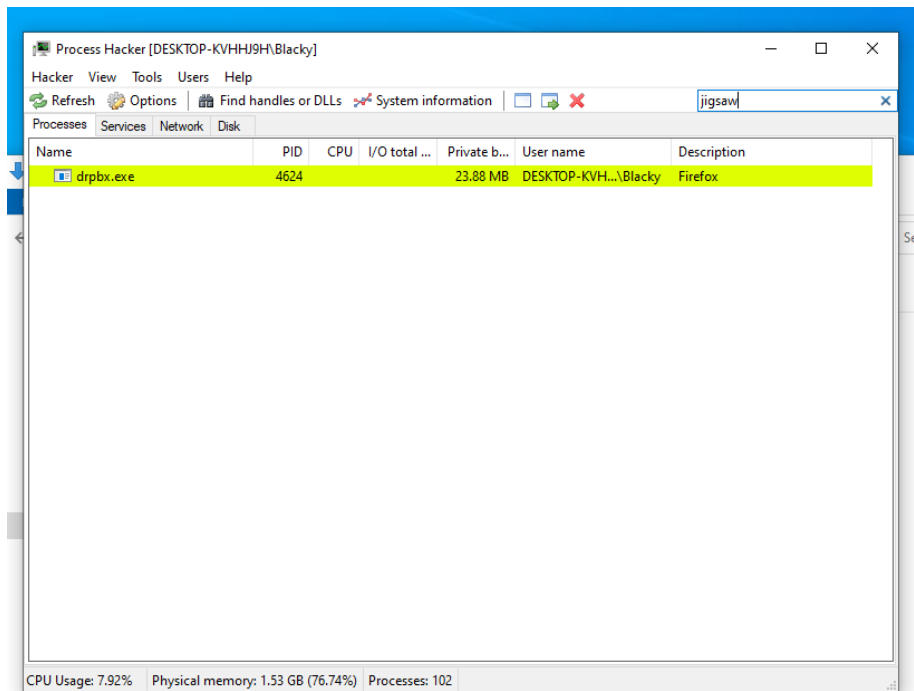 Process Hacker [DESKTOP-KVHHJ9H\Blacky]
Hacker View Tools Users Help
Refresh Options Find handles or DLLs System information jigsaw
Processes Services Network Disk
Name PID CPU I/O total ... Private b... User name Description
drpbx.exe 4624 23.88 MB DESKTOP-KVH...\Blacky Firefox
Se
CPU Usage: 7.92% Physical memory: 1.53 GB (76.74%) Processes: 102